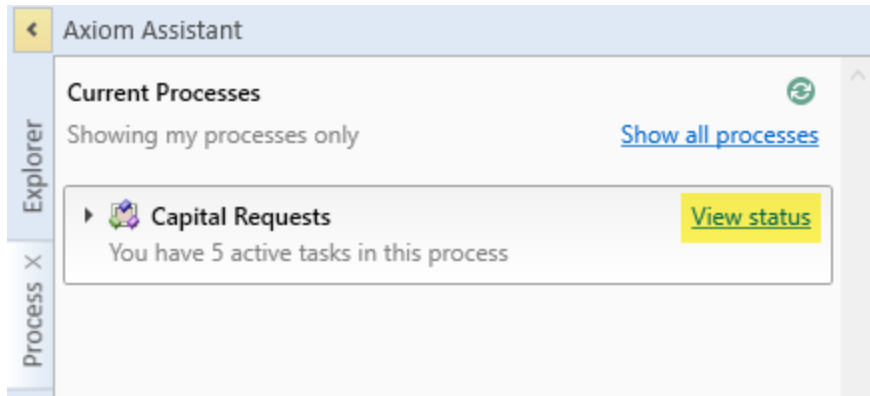 Axiom Assistant
Explorer
Process X
Current Processes
Showing my processes only
Show all processes
Capital Requests
View status
You have 5 active tasks in this process